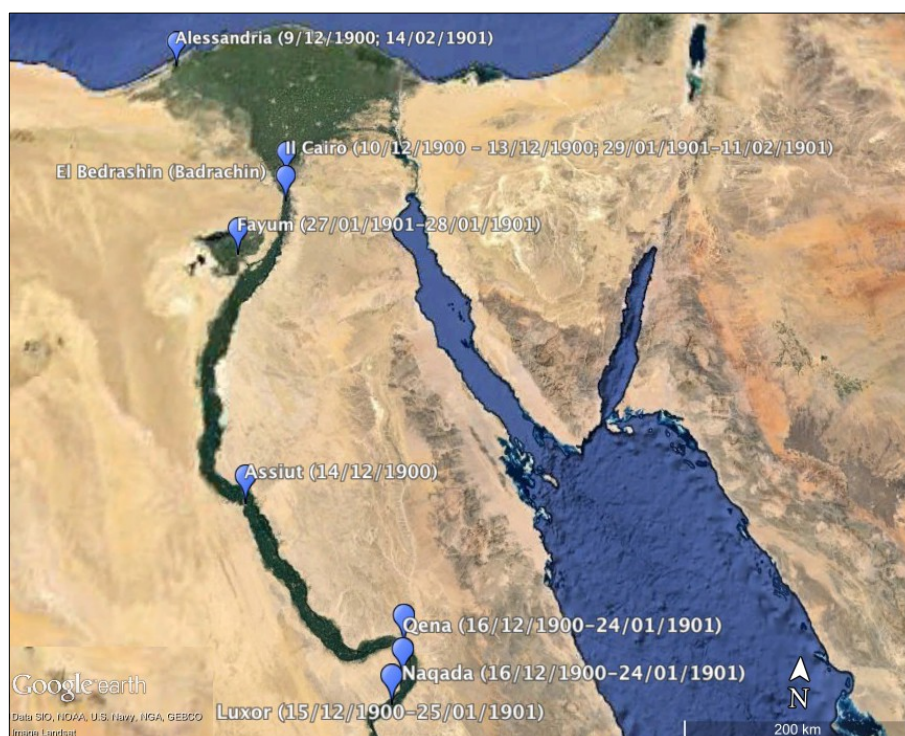 Alessandria (9/12/1900; 14/02/1901)
Il Cairo (10/12/1900 - 13/12/1900; 29/01/1901-11/02/1901)
El Bedrashin (Badrachin)
Fayum (27/01/1901-28/01/1901)
Assiut (14/12/1900)
Qena (16/12/1900-24/01/1901)
Naqada (16/12/1900-24/01/1901)
Luxor (15/12/1900-25/01/1901)
Google earth
N
Data SIO, NOAA, U.S. Navy, NGA, GEBCO
Image Landsat
200 km